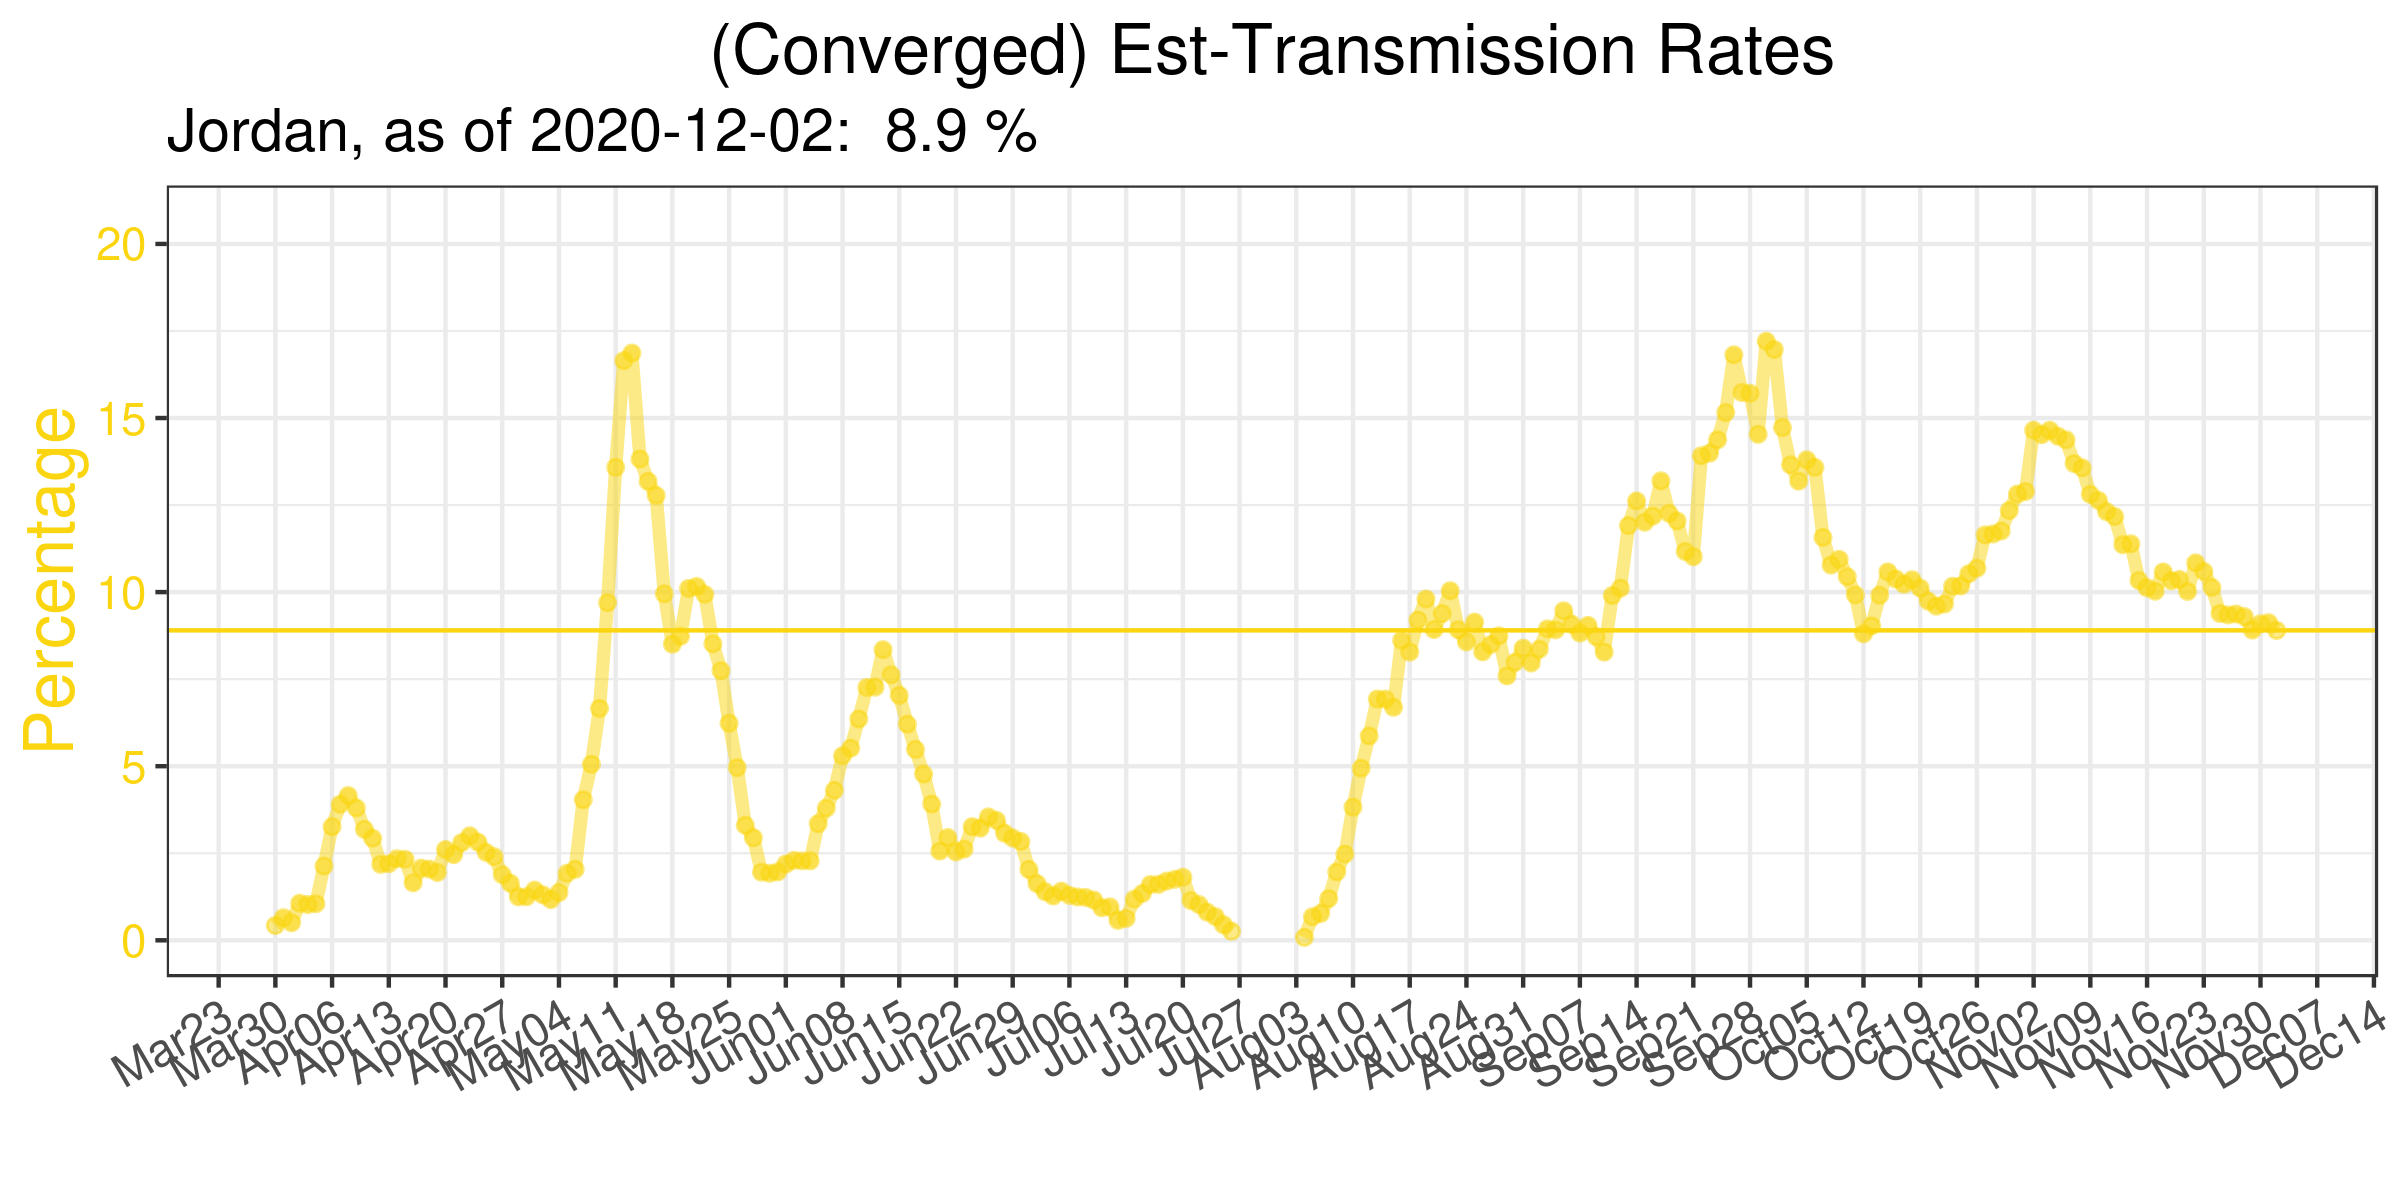 (Converged) Est-Transmission Rates
Jordan, as of 2020-12-02:  8.9 %
Percentage
20
15
10
5
0
Mar23
Mar30
Apr06
Apr13
Apr20
Apr27
May04
May11
May18
May25
Jun01
Jun08
Jun15
Jun22
Jun29
Jul06
Jul13
Jul20
Jul27
Aug03
Aug10
Aug17
Aug24
Aug31
Sep07
Sep14
Sep21
Sep28
Oct05
Oct12
Oct19
Oct26
Nov02
Nov09
Nov16
Nov23
Nov30
Dec07
Dec14